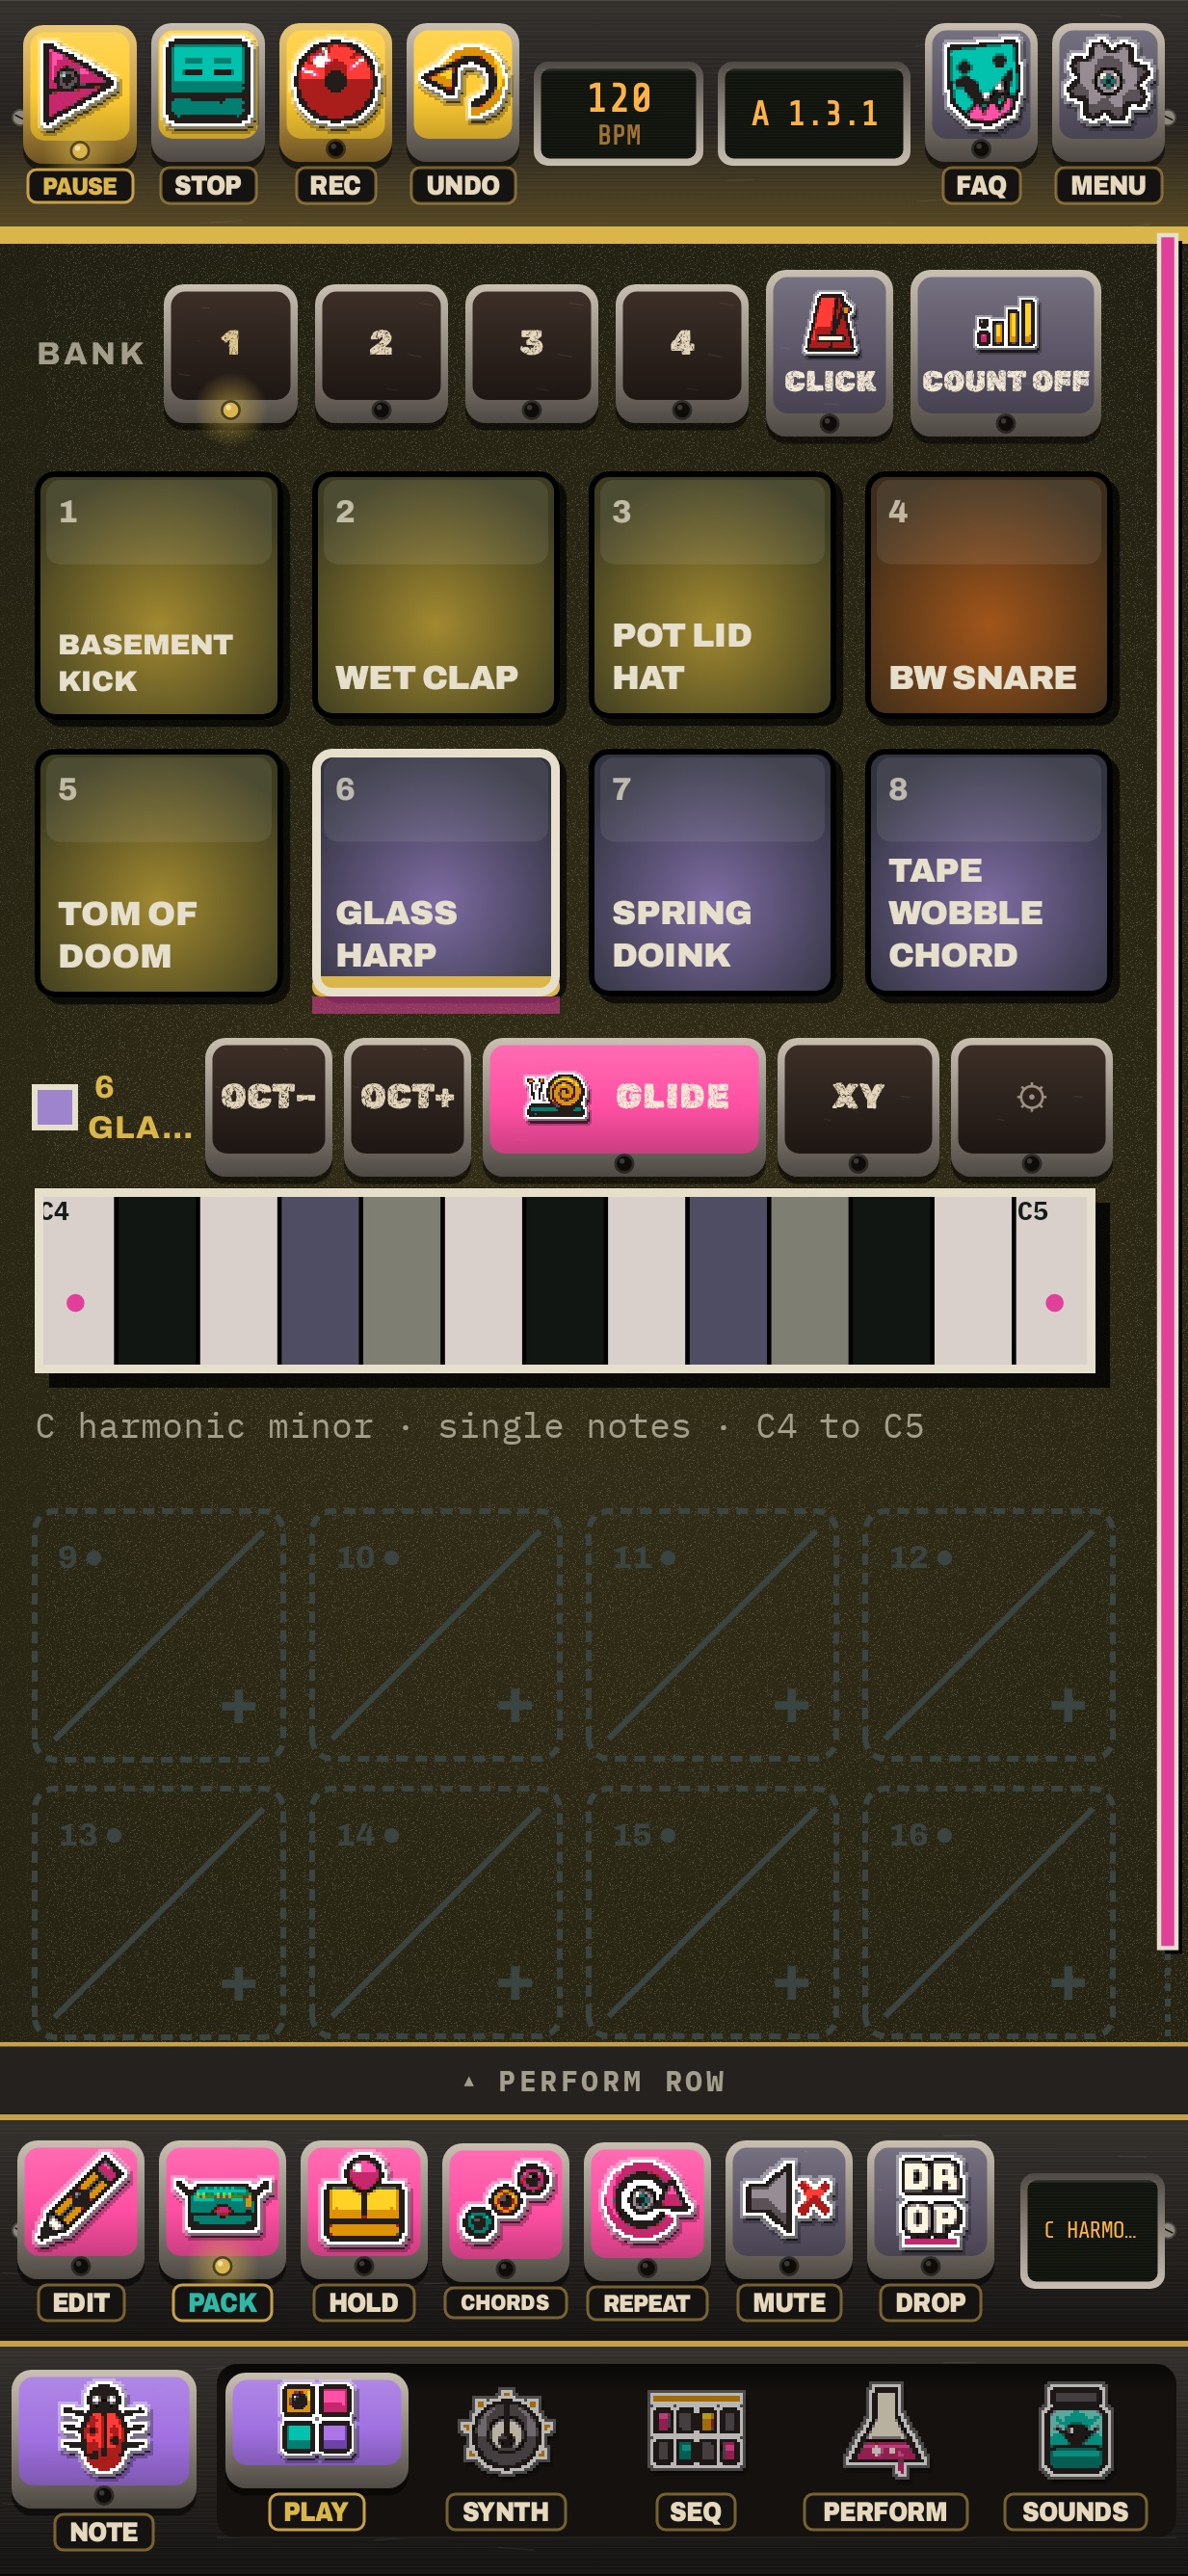 PAUSE
STOP
REC
UNDO
120
BPM
A 1.3.1
FAQ
MENU
BANK
1
2
3
4
CLICK
COUNT OFF
1
BASEMENT
KICK
2
WET CLAP
3
POT LID
HAT
4
BW SNARE
5
TOM OF
DOOM
6
GLASS
HARP
7
SPRING
DOINK
8
TAPE
WOBBLE
CHORD
6
GLA...
OCT-
OCT+
GLIDE
XY
C4
C5
C harmonic minor · single notes · C4 to C5
9
10
11
12
13
14
15
16
▲ PERFORM ROW
DR
OP
C HARMO...
EDIT
PACK
HOLD
CHORDS
REPEAT
MUTE
DROP
NOTE
PLAY
SYNTH
SEQ
PERFORM
SOUNDS